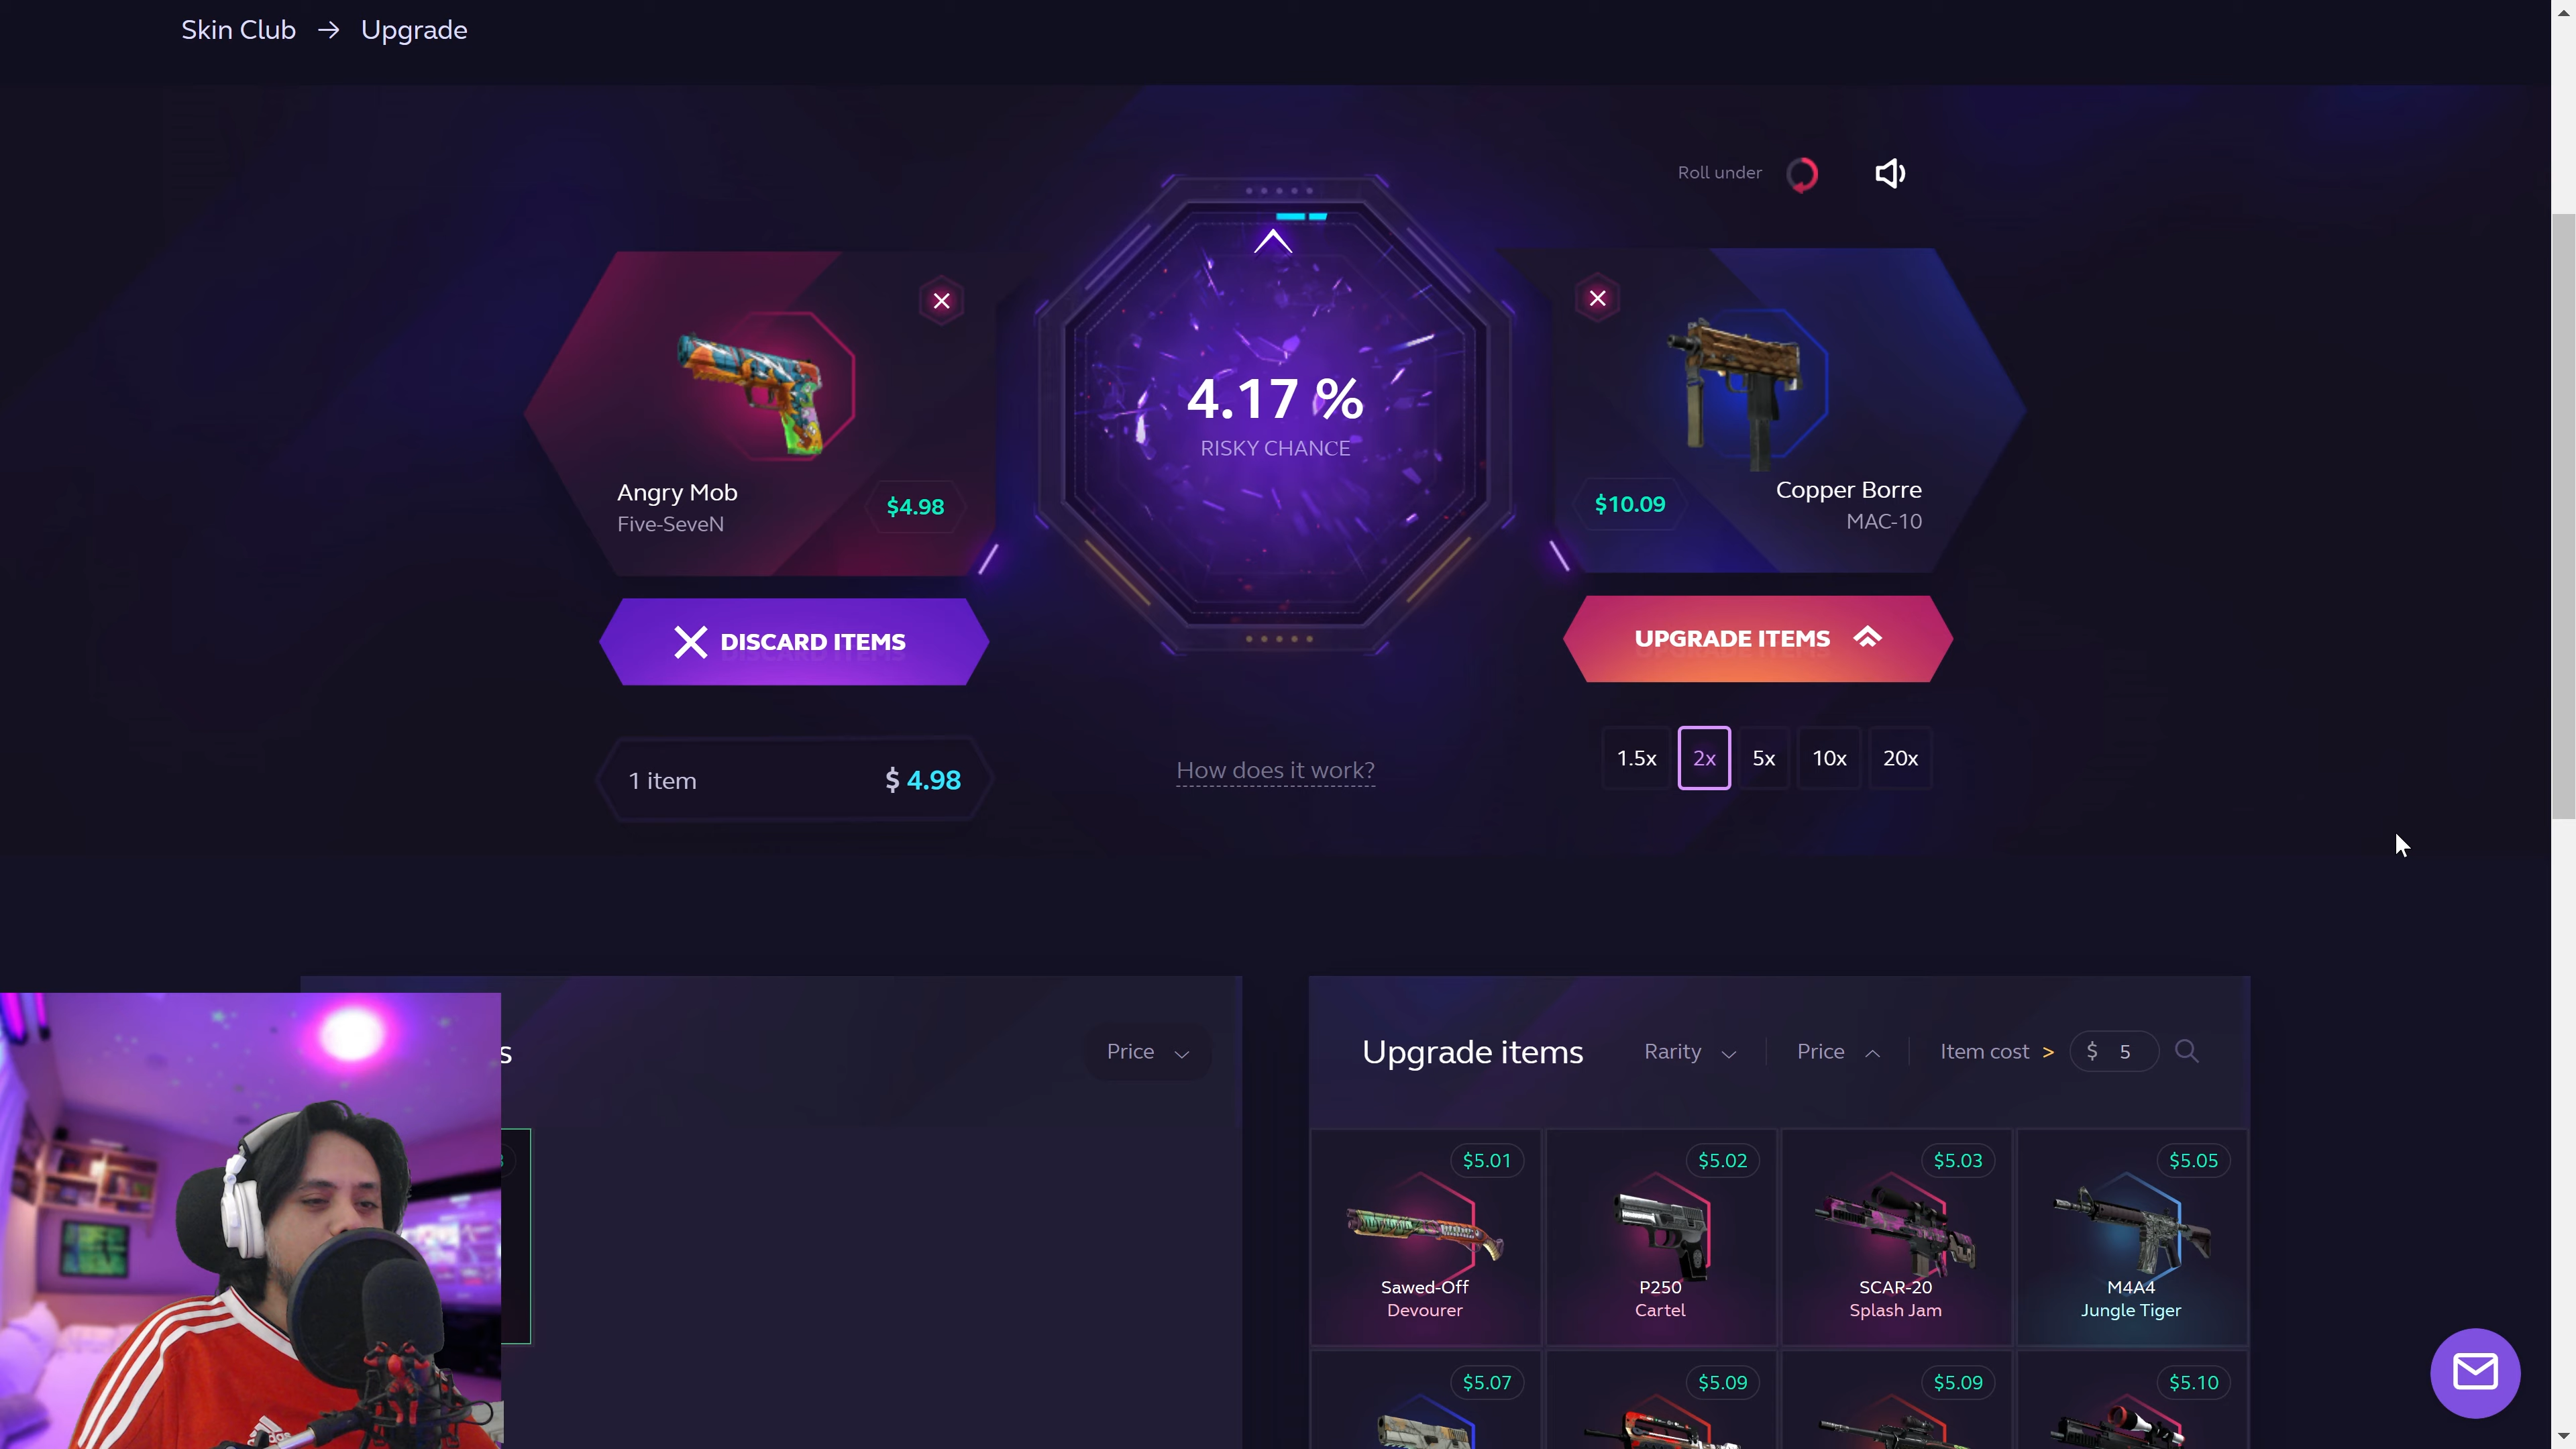 Skin Club → Upgrade
Roll under
4.17 %
RISKY CHANCE
Angry Mob
Five-SeveN
$4.98
$10.09
Copper Borre
MAC-10
DISCARD ITEMS
UPGRADE ITEMS
1 item
$ 4.98
How does it work?
1.5x 2x 5x 10x 20x
s
Price
Upgrade items
Rarity
Price
Item cost > $ 5
$5.01
Sawed-Off
Devourer
$5.02
P250
Cartel
$5.03
SCAR-20
Splash Jam
$5.05
M4A4
Jungle Tiger
$5.07
$5.09
$5.09
$5.10
adidas